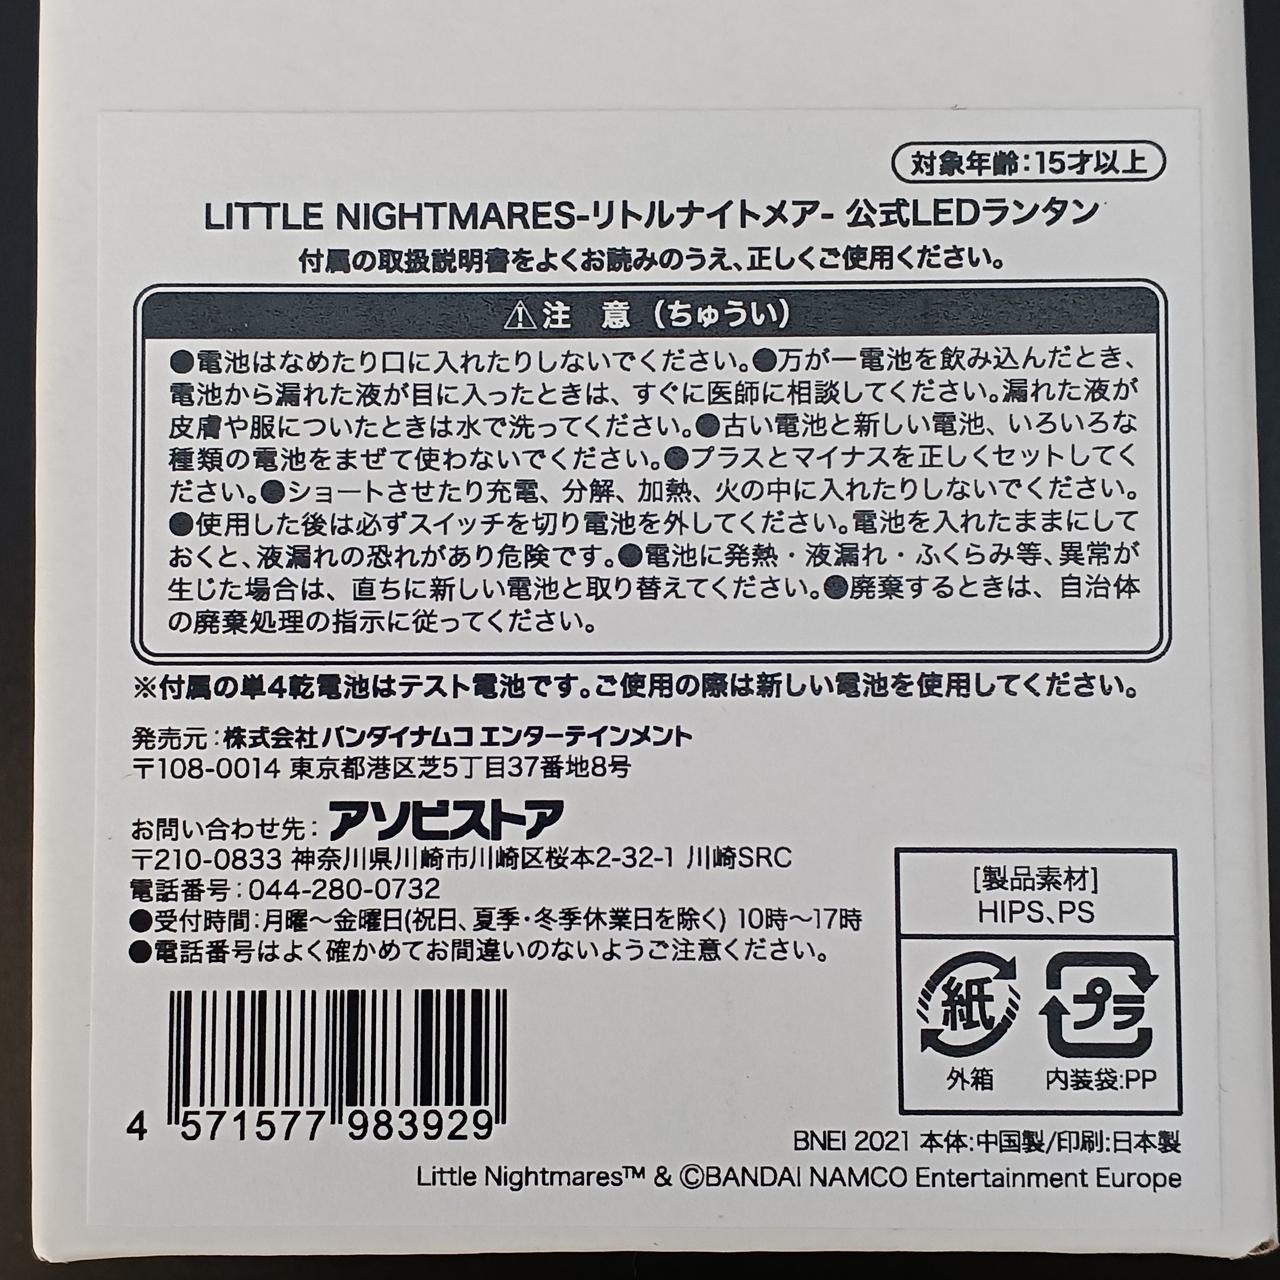 対象年齢:15才以上
LITTLE NIGHTMARES-リトルナイトメア- 公式LEDランタン
付属の取扱説明書をよくお読みのうえ、正しくご使用ください。
⚠注 意(ちゅうい)
●電池はなめたり口に入れたりしないでください。●万が一電池を飲み込んだとき、
電池から漏れた液が目に入ったときは、すぐに医師に相談してください。漏れた液が
皮膚や服についたときは水で洗ってください。●古い電池と新しい電池、いろいろな
種類の電池をまぜて使わないでください。●プラスとマイナスを正しくセットしてく
ださい。●ショートさせたり充電、分解、加熱、火の中に入れたりしないでください。
●使用した後は必ずスイッチを切り電池を外してください。電池を入れたままにして
おくと、液漏れの恐れがあり危険です。●電池に発熱・液漏れ・ふくらみ等、異常が
生じた場合は、直ちに新しい電池と取り替えてください。●廃棄するときは、自治体
の廃棄処理の指示に従ってください。
※付属の単4乾電池はテスト電池です。ご使用の際は新しい電池を使用してください。
発売元:株式会社バンダイナムコエンターテインメント
〒108-0014 東京都港区芝5丁目37番地8号
お問い合わせ先:アソビストア
〒210-0833 神奈川県川崎市川崎区桜本2-32-1 川崎SRC
電話番号:044-280-0732
●受付時間:月曜～金曜日(祝日、夏季・冬季休業日を除く) 10時～17時
●電話番号はよく確かめてお間違いのないようご注意ください。
[製品素材]
HIPS、PS
紙 プラ
外箱 内装袋:PP
4 571577 983929
BNEI 2021 本体:中国製/印刷:日本製
Little Nightmares™ & ©BANDAI NAMCO Entertainment Europe